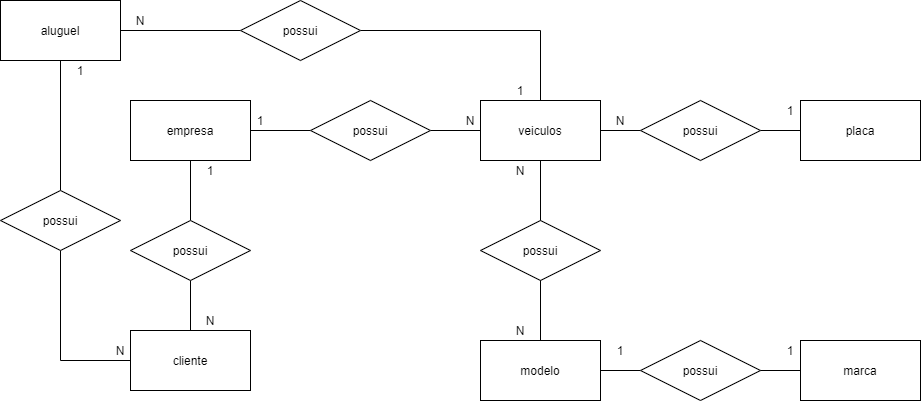 aluguel
N
possui
1
1
empresa
1
possui
N
veiculos
N
possui
1
placa
1
N
possui
possui
possui
N
N
N
cliente
modelo
1
possui
1
marca